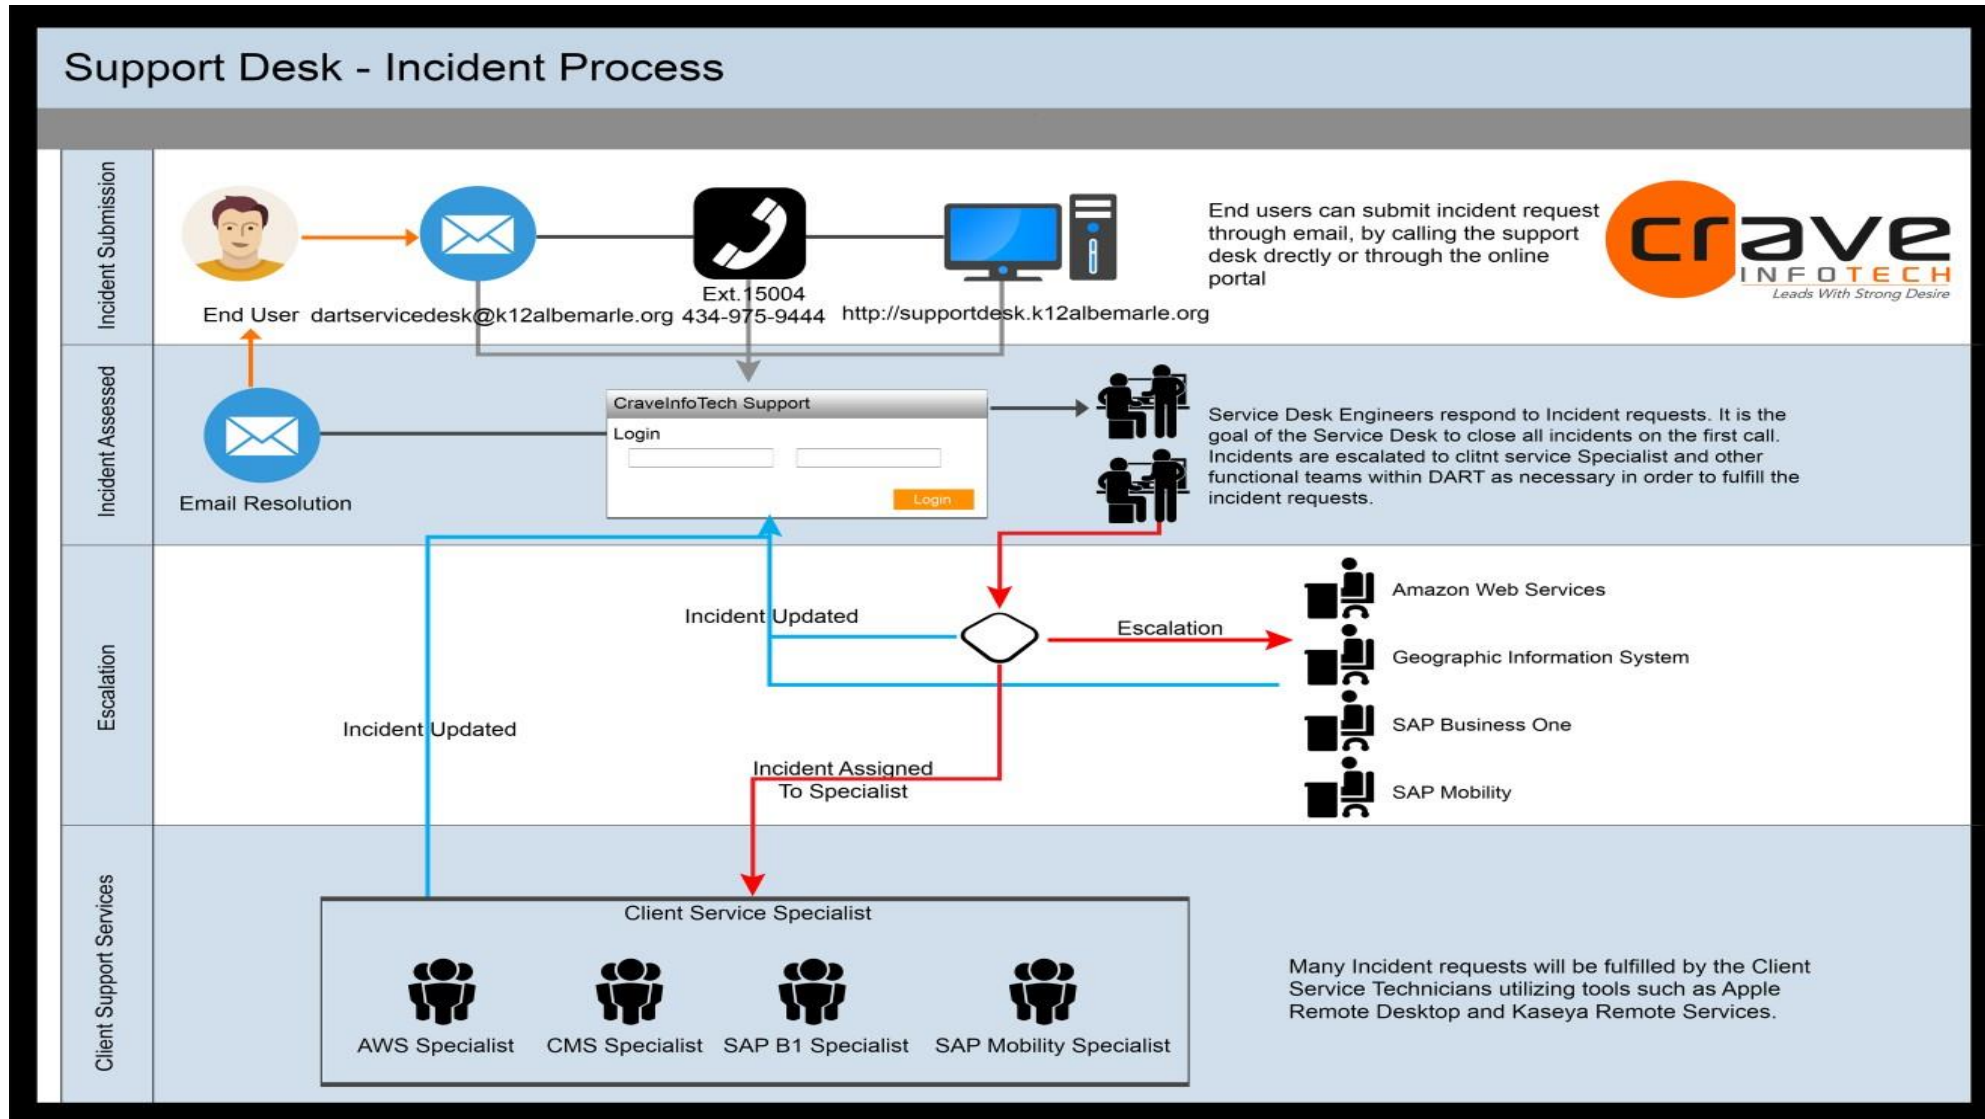 Support Desk - Incident Process
Incident Submission
End User
dartservicedesk@k12albemarle.org
Ext.15004
434-975-9444
http://supportdesk.k12albemarle.org
End users can submit incident request
through email, by calling the support
desk drectly or through the online
portal
crave
INFOTECH
Leads With Strong Desire
Incident Assessed
Email Resolution
CraveInfoTech Support
Login
Login
Service Desk Engineers respond to Incident requests. It is the
goal of the Service Desk to close all incidents on the first call.
Incidents are escalated to clitnt service Specialist and other
functional teams within DART as necessary in order to fulfill the
incident requests.
Escalation
Incident Updated
Escalation
Incident Updated
Incident Assigned
To Specialist
Amazon Web Services
Geographic Information System
SAP Business One
SAP Mobility
Client Support Services
Client Service Specialist
AWS Specialist
CMS Specialist
SAP B1 Specialist
SAP Mobility Specialist
Many Incident requests will be fulfilled by the Client
Service Technicians utilizing tools such as Apple
Remote Desktop and Kaseya Remote Services.